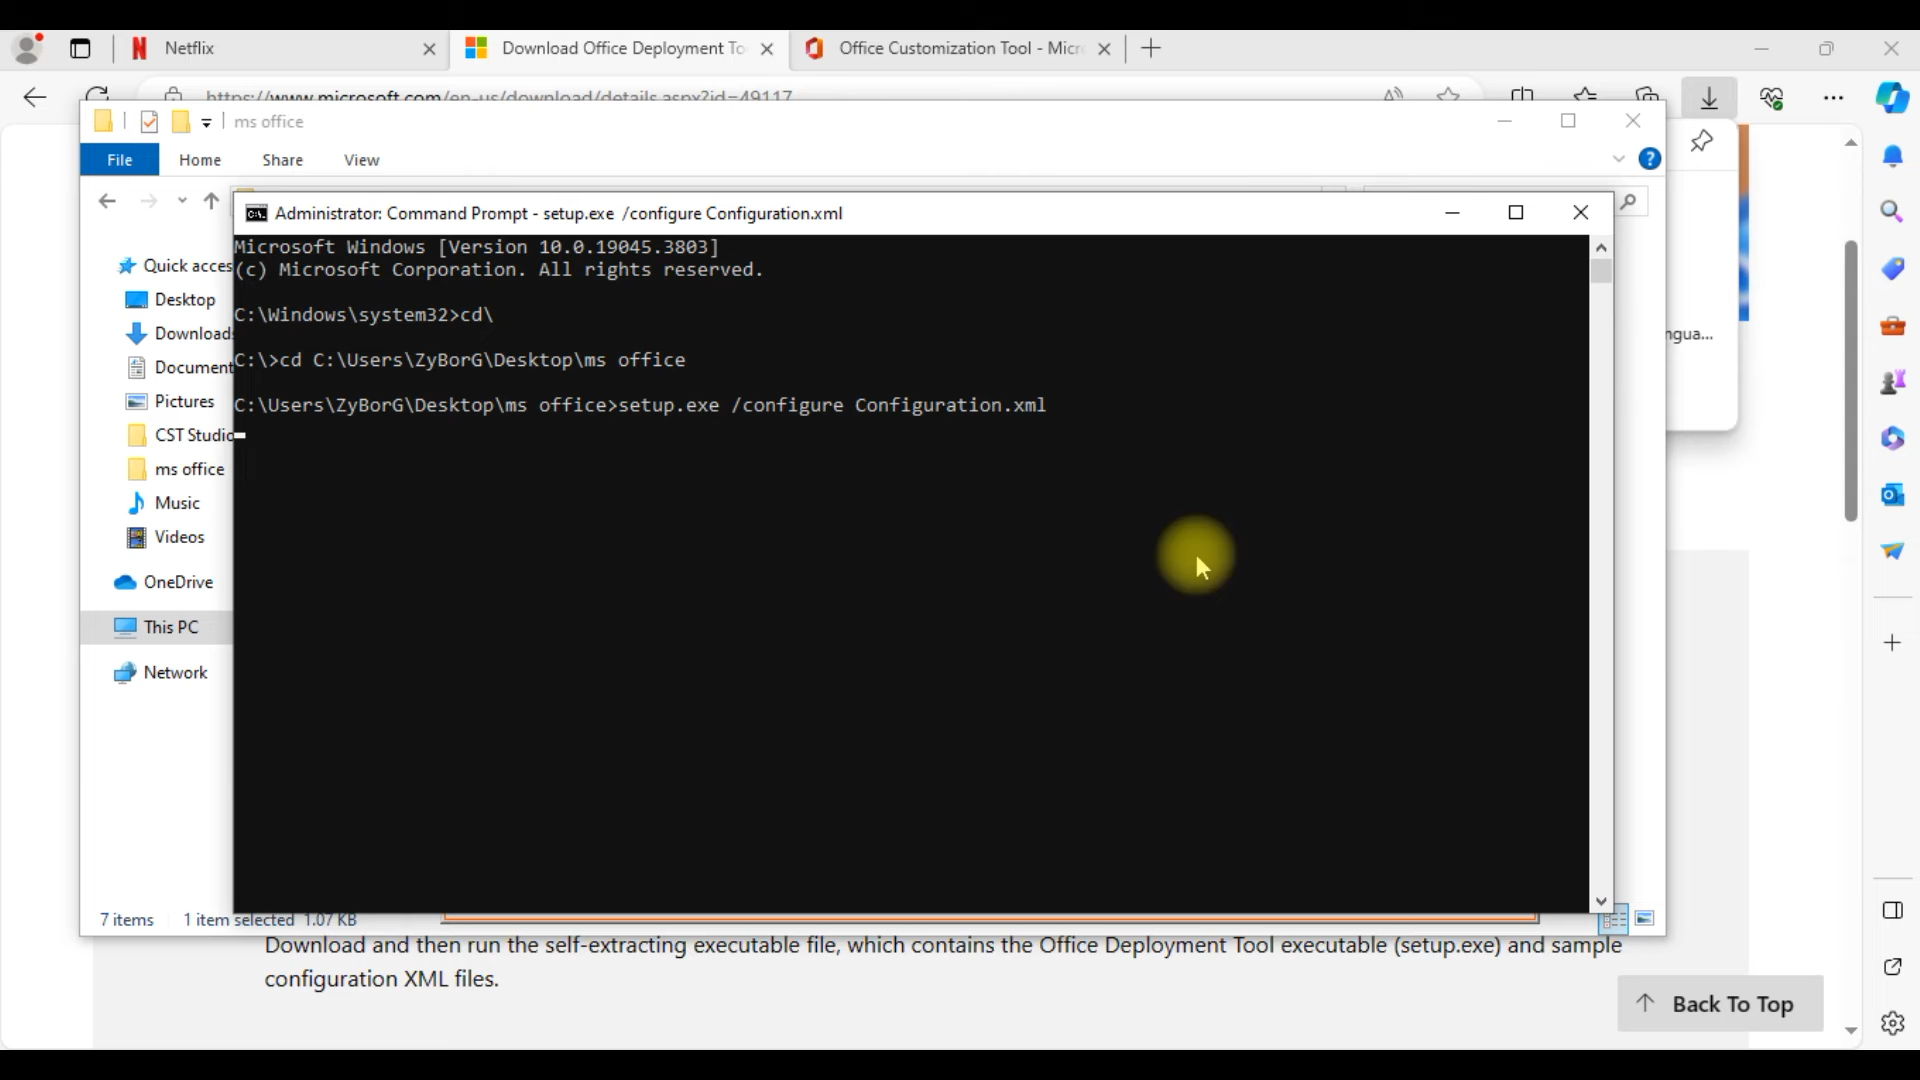 Netflix
Download Office Deployment To
Office Customization Tool - Micr
https://www.microsoft.com/en-us/download/details.aspx?id=49117
ms office
File Home Share View
Administrator: Command Prompt - setup.exe /configure Configuration.xml
Microsoft Windows [Version 10.0.19045.3803]
(c) Microsoft Corporation. All rights reserved.
C:\Windows\system32>cd\
C:\>cd C:\Users\ZyBorG\Desktop\ms office
C:\Users\ZyBorG\Desktop\ms office>setup.exe /configure Configuration.xml
Quick acces
Desktop
Downloads
Document
Pictures
CST Studio
ms office
Music
Videos
OneDrive
This PC
Network
ngua...
7 items 1 item selected 1.07 KB
Download and then run the self-extracting executable file, which contains the Office Deployment Tool executable (setup.exe) and sample
configuration XML files.
Back To Top